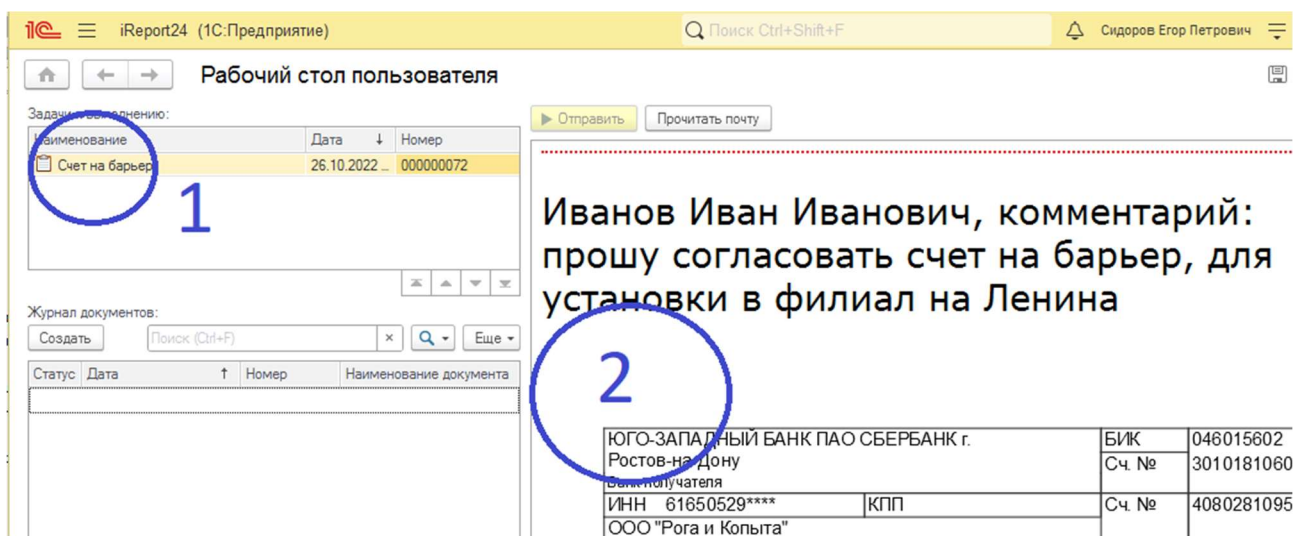 1С iReport24 (1С:Предприятие) Поиск Ctrl+Shift+F Сидоров Егор Петрович
Рабочий стол пользователя
Задачи к выполнению:
Наименование Дата ↓ Номер
Счет на барьер 26.10.2022 ... 000000072
1
Журнал документов:
Создать Поиск (Ctrl+F) × Еще
Статус Дата ↑ Номер Наименование документа
Отправить Прочитать почту
Иванов Иван Иванович, комментарий:
прошу согласовать счет на барьер, для
установки в филиал на Ленина
2
ЮГО-ЗАПАДНЫЙ БАНК ПАО СБЕРБАНК г. БИК 046015602
Ростов-на-Дону Сч. № 3010181060
Банк получателя
ИНН 61650529**** КПП Сч. № 4080281095
ООО "Рога и Копыта"